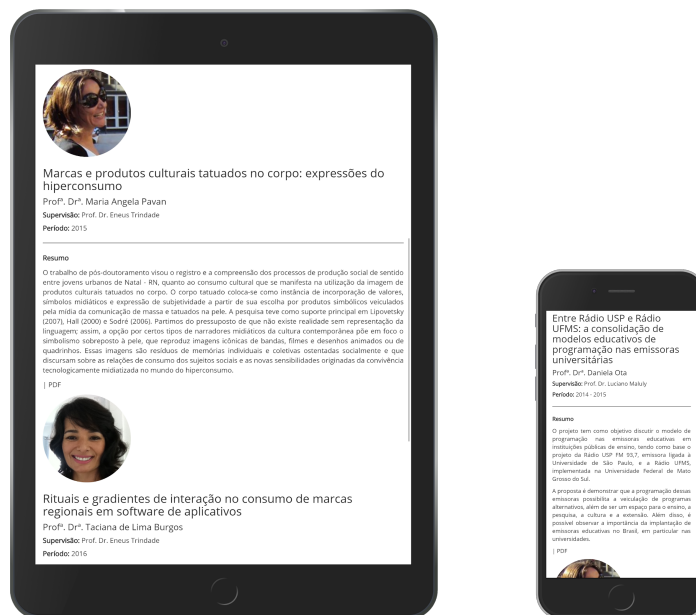 Marcas e produtos culturais tatuados no corpo: expressões do
hiperconsumo
Profª. Drª. Maria Angela Pavan
Supervisão: Prof. Dr. Eneus Trindade
Período: 2015
Resumo
O trabalho de pós-doutoramento visou o registro e a compreensão dos processos de produção social de sentido
entre jovens urbanos de Natal - RN, quanto ao consumo cultural que se manifesta na utilização da imagem de
produtos culturais tatuados no corpo. O corpo tatuado coloca-se como instância de incorporação de valores,
símbolos midiáticos e expressão de subjetividade a partir de sua escolha por produtos simbólicos veiculados
pela mídia da comunicação de massa e tatuados na pele. A pesquisa teve como suporte principal em Lipovetsky
(2007), Hall (2000) e Sodré (2006). Partimos do pressuposto de que não existe realidade sem representação da
linguagem; assim, a opção por certos tipos de narradores midiáticos da cultura contemporânea põe em foco o
simbolismo sobreposto à pele, que reproduz imagens icônicas de bandas, filmes e desenhos animados ou de
quadrinhos. Essas imagens são resíduos de memórias individuais e coletivas ostentadas socialmente e que
discursam sobre as relações de consumo dos sujeitos sociais e as novas sensibilidades originadas da convivência
tecnologicamente midiatizada no mundo do hiperconsumo.
| PDF
Rituais e gradientes de interação no consumo de marcas
regionais em software de aplicativos
Profª. Drª. Taciana de Lima Burgos
Supervisão: Prof. Dr. Eneus Trindade
Período: 2016
Entre Rádio USP e Rádio
UFMS: a consolidação de
modelos educativos de
programação nas emissoras
universitárias
Profª. Drª. Daniela Ota
Supervisão: Prof. Dr. Luciano Maluly
Período: 2014 - 2015
Resumo
O projeto tem como objetivo discutir o modelo de
programação nas emissoras educativas em
instituições públicas de ensino, tendo como base o
projeto da Rádio USP FM 93,7, emissora ligada à
Universidade de São Paulo, e a Rádio UFMS,
implementada na Universidade Federal de Mato
Grosso do Sul.
A proposta é demonstrar que a programação dessas
emissoras possibilita a veiculação de programas
alternativos, além de ser um espaço para o ensino, a
pesquisa, a cultura e a extensão. Além disso, é
possível observar a importância da implantação de
emissoras educativas no Brasil, em particular nas
universidades.
| PDF